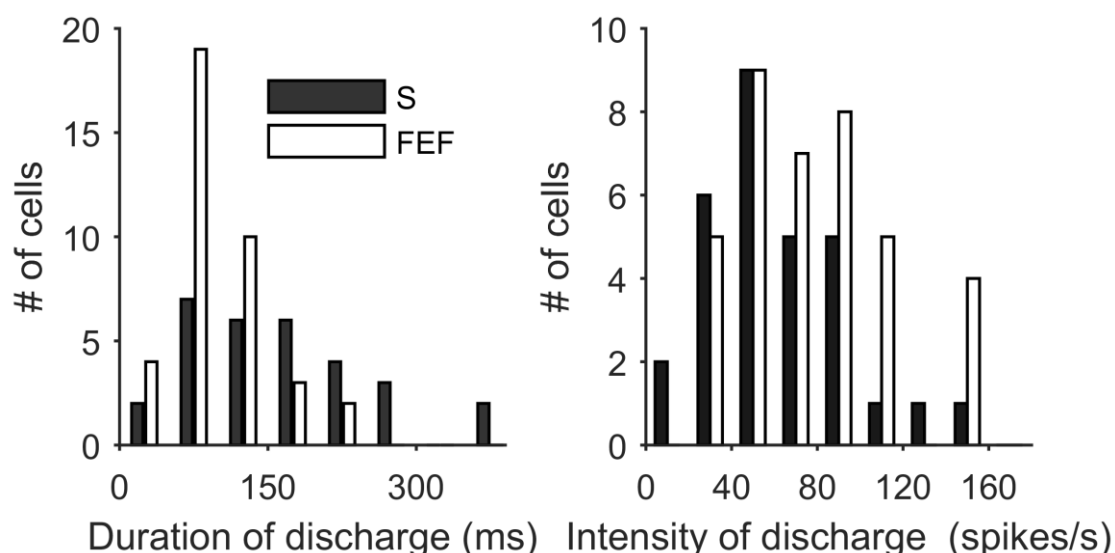 20
15
10
5
0
# of cells
S
FEF
0 150 300
Duration of discharge (ms)
10
8
6
4
2
0
# of cells
0 40 80 120 160
Intensity of discharge (spikes/s)